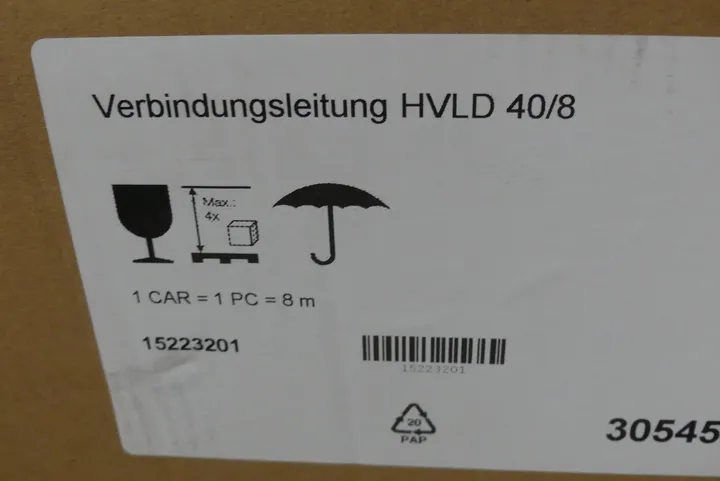 Verbindungsleitung HVLD 40/8
Max.:
4x
1 CAR = 1 PC = 8 m
15223201
15223201
20
PAP
30545